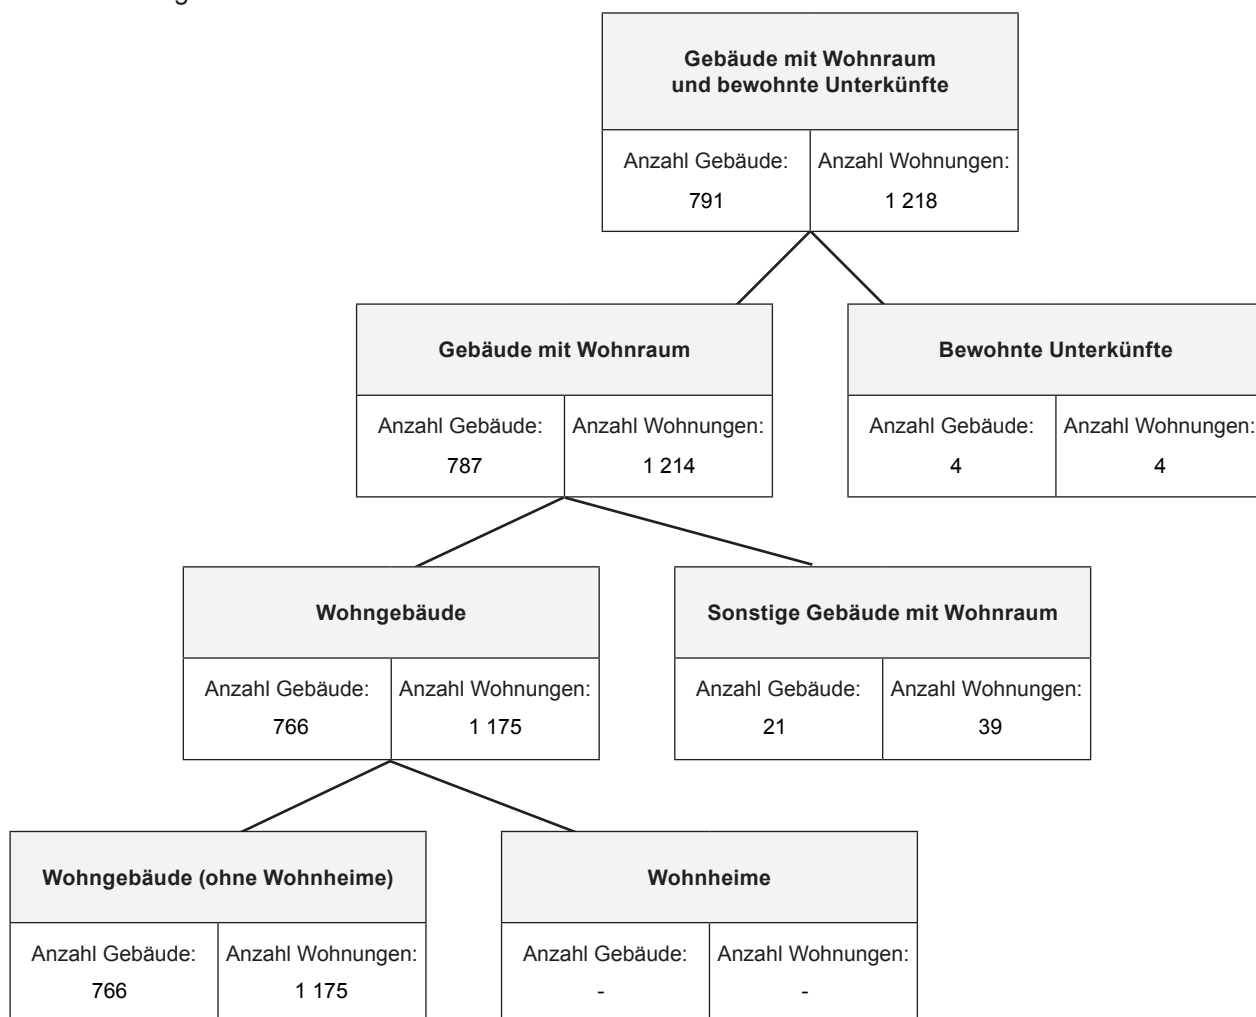 Gebäude mit Wohnraum
und bewohnte Unterkünfte
Anzahl Gebäude:
Anzahl Wohnungen:
791
1 218
Gebäude mit Wohnraum
Anzahl Gebäude:
Anzahl Wohnungen:
787
1 214
Bewohnte Unterkünfte
Anzahl Gebäude:
Anzahl Wohnungen:
4
4
Wohngebäude
Anzahl Gebäude:
Anzahl Wohnungen:
766
1 175
Sonstige Gebäude mit Wohnraum
Anzahl Gebäude:
Anzahl Wohnungen:
21
39
Wohngebäude (ohne Wohnheime)
Anzahl Gebäude:
Anzahl Wohnungen:
766
1 175
Wohnheime
Anzahl Gebäude:
Anzahl Wohnungen:
-
-